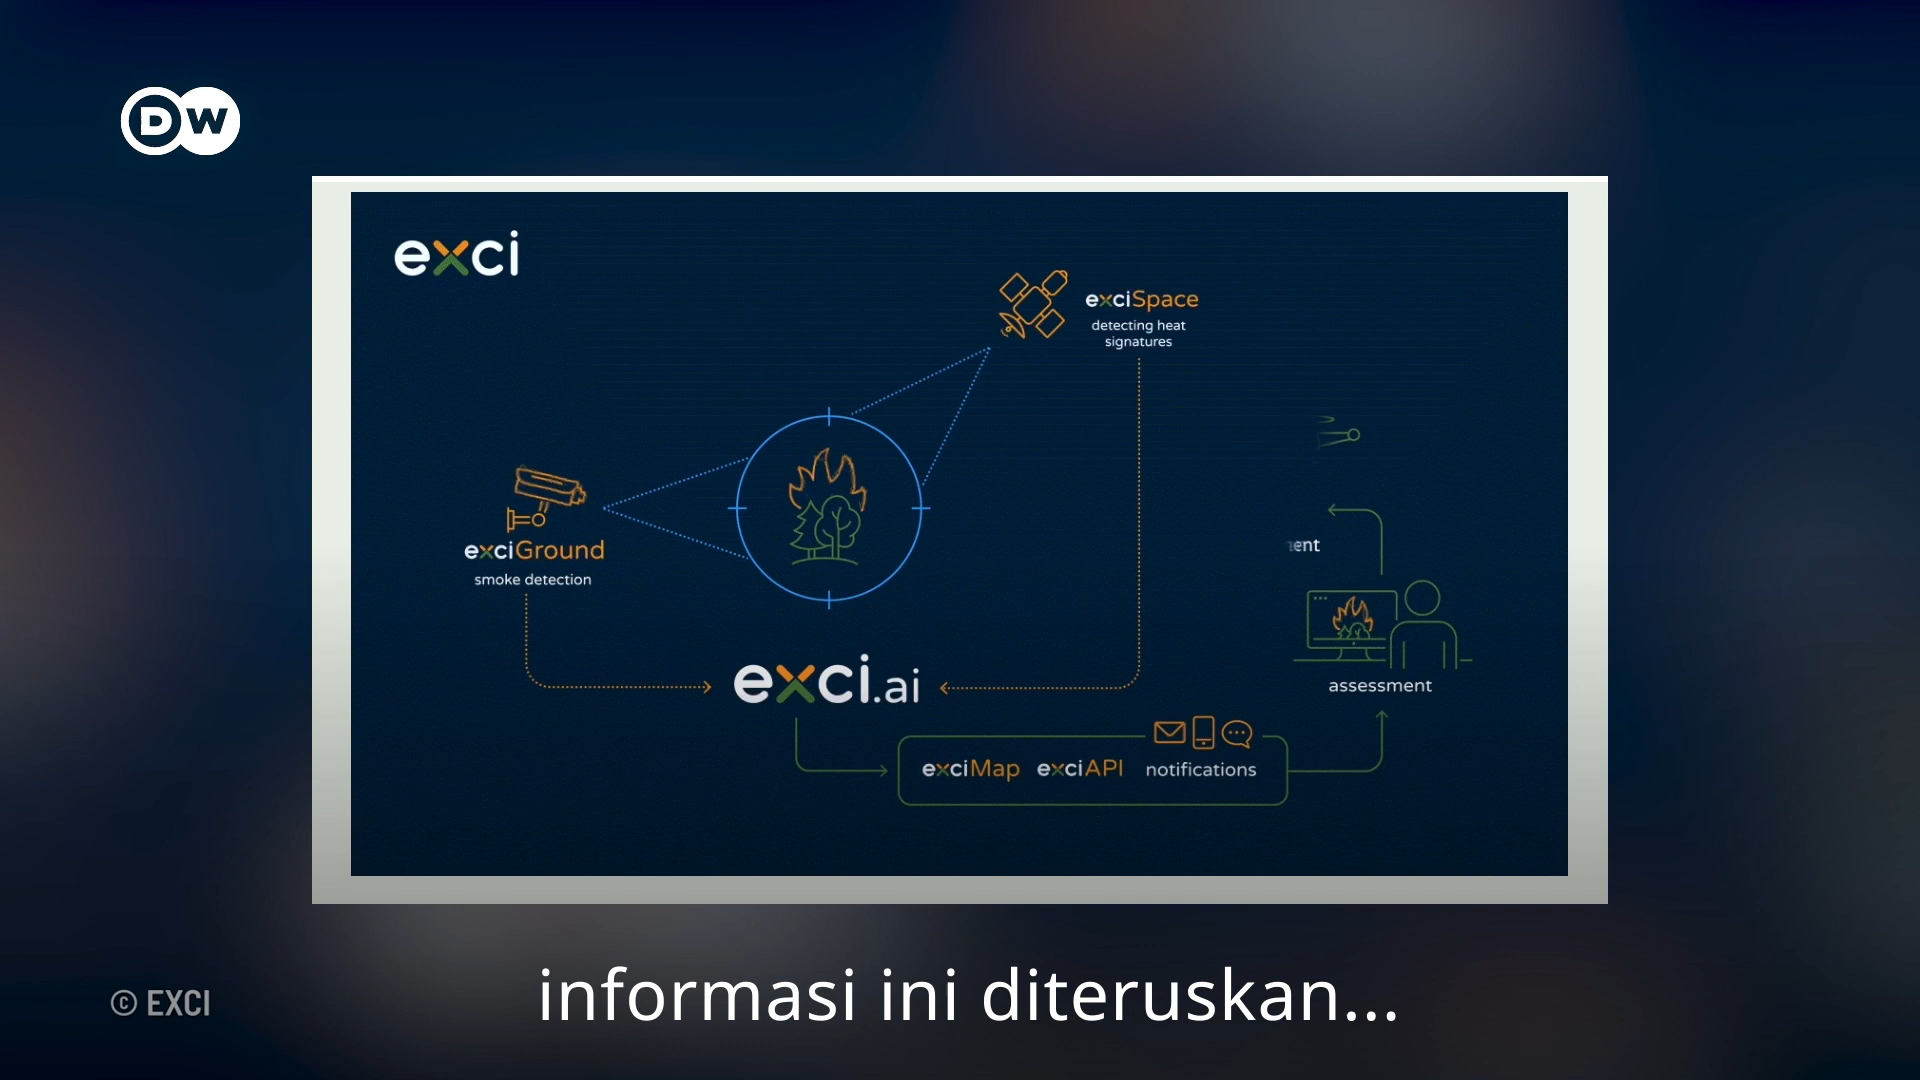 DW
exci
exciSpace
detecting heat
signatures
exciGround
smoke detection
exci.ai
assessment
exciMap exciAPI notifications
informasi ini diteruskan...
© EXCI